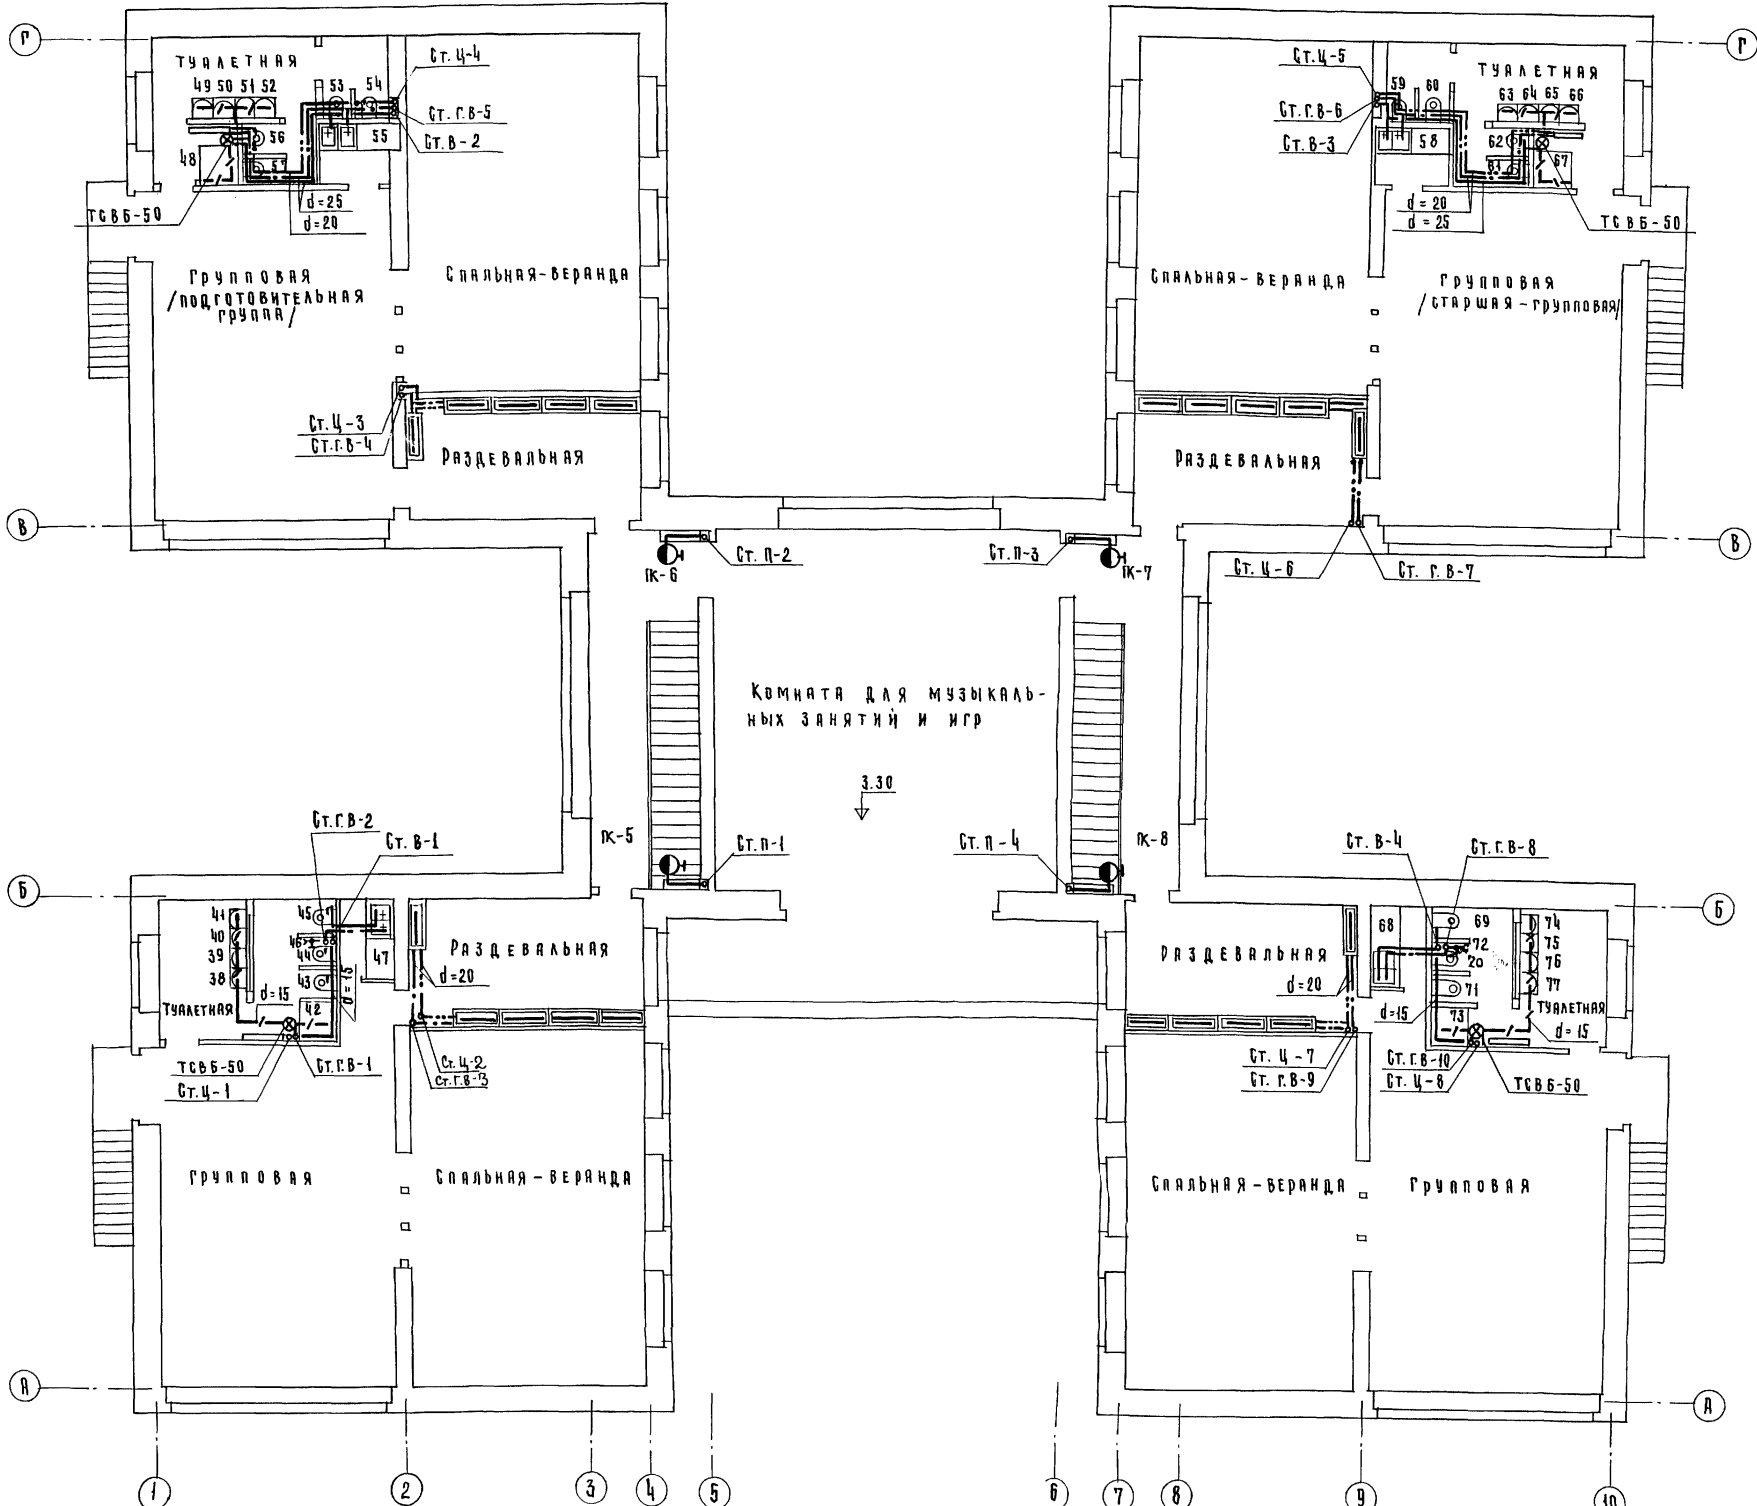 Г
Г
Туалетная
49 50 51 52
53
54
Ст. Ц-4
Ст. Г.В-5
Ст. В-2
55
56
57
48
d=25
d=20
ТСВБ-50
Групповая
/подготовительная
группа/
Спальная-веранда
Ст. Ц-3
Ст.Г.В-4
Раздевальная
Ст. Ц-5
Ст.Г.В-6
Ст. В-3
59
60
58
Туалетная
63 64 65 66
62
61
67
d=20
d=25
ТСВБ-50
Спальная-веранда
Групповая
/старшая-групповая/
Раздевальная
В
В
ПК-6
Ст. П-2
Ст. П-3
ПК-7
Ст. Ц-6
Ст. Г.В-7
Комната для музыкаль-
ных занятий и игр
3.30
ПК-5
Ст. П-1
Ст. П-4
ПК-8
Ст.Г.В-2
Ст. В-1
Ст. В-4
Ст.Г.В-8
Б
Б
41
40
39
38
45
46
44
43
42
47
d=15
d=15
Туалетная
ТСВБ-50
Ст.Ц-1
Ст.Г.В-1
Раздевальная
d=20
Ст. Ц-2
Ст.Г.В-3
Раздевальная
d=20
68
69
72
70
71
73
74
75
76
77
d=15
Туалетная
d=15
Ст. Ц-7
Ст. Г.В-9
Ст.Г.В-10
Ст. Ц-8
ТСВБ-50
Групповая
Спальная-веранда
Спальная-веранда
Групповая
А
А
1
2
3
4
5
6
7
8
9
10